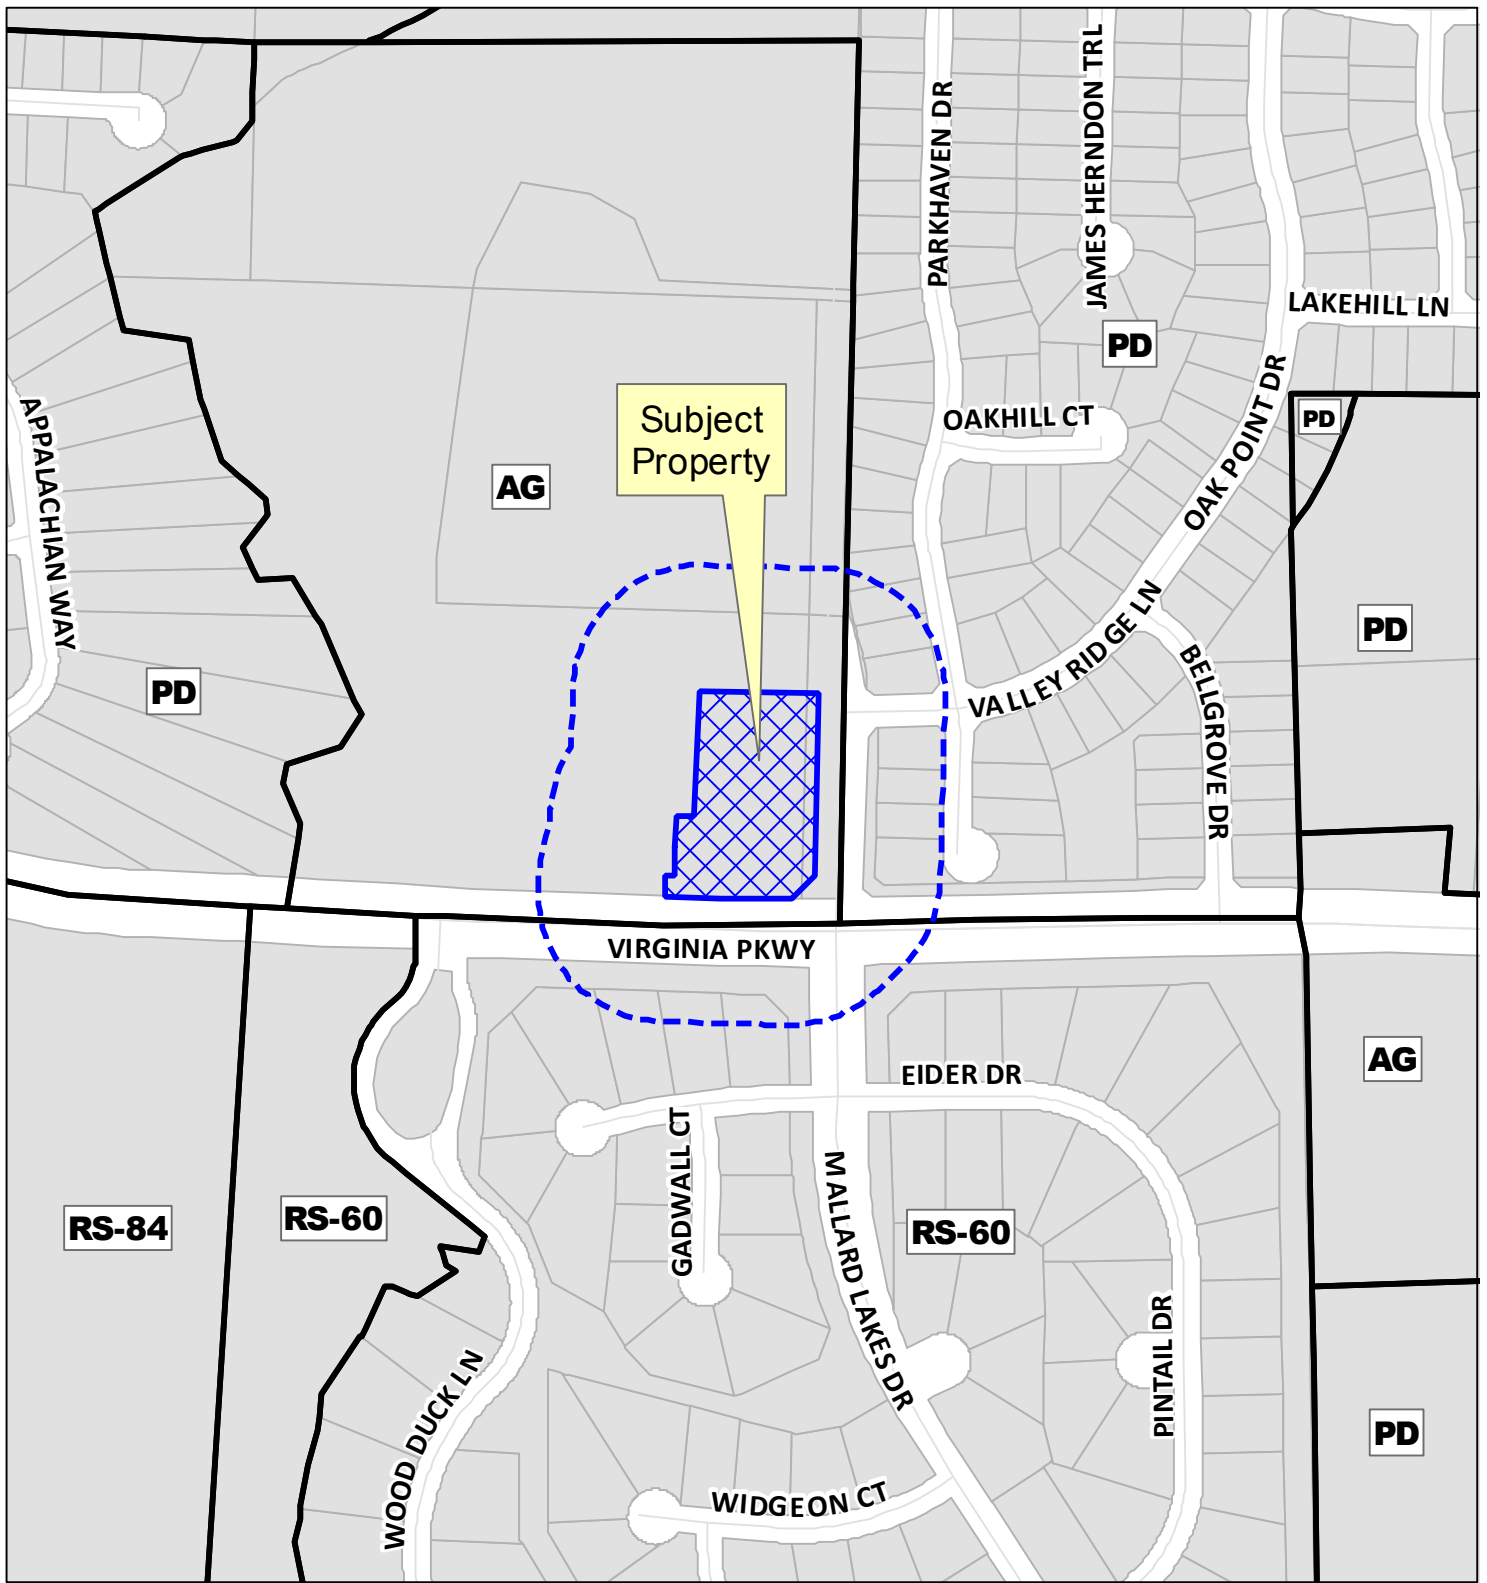 PARKHAVEN DR
JAMES HERNDON TRL
LAKEHILL LN
PD
OAKHILL CT
OAK POINT DR
PD
Subject
Property
AG
APPALACHIAN WAY
PD
PD
VALLEY RIDGE LN
BELLGROVE DR
VIRGINIA PKWY
EIDER DR
AG
GADWALL CT
MALLARD LAKES DR
RS-84
RS-60
RS-60
PINTAIL DR
WOOD DUCK LN
PD
WIDGEON CT